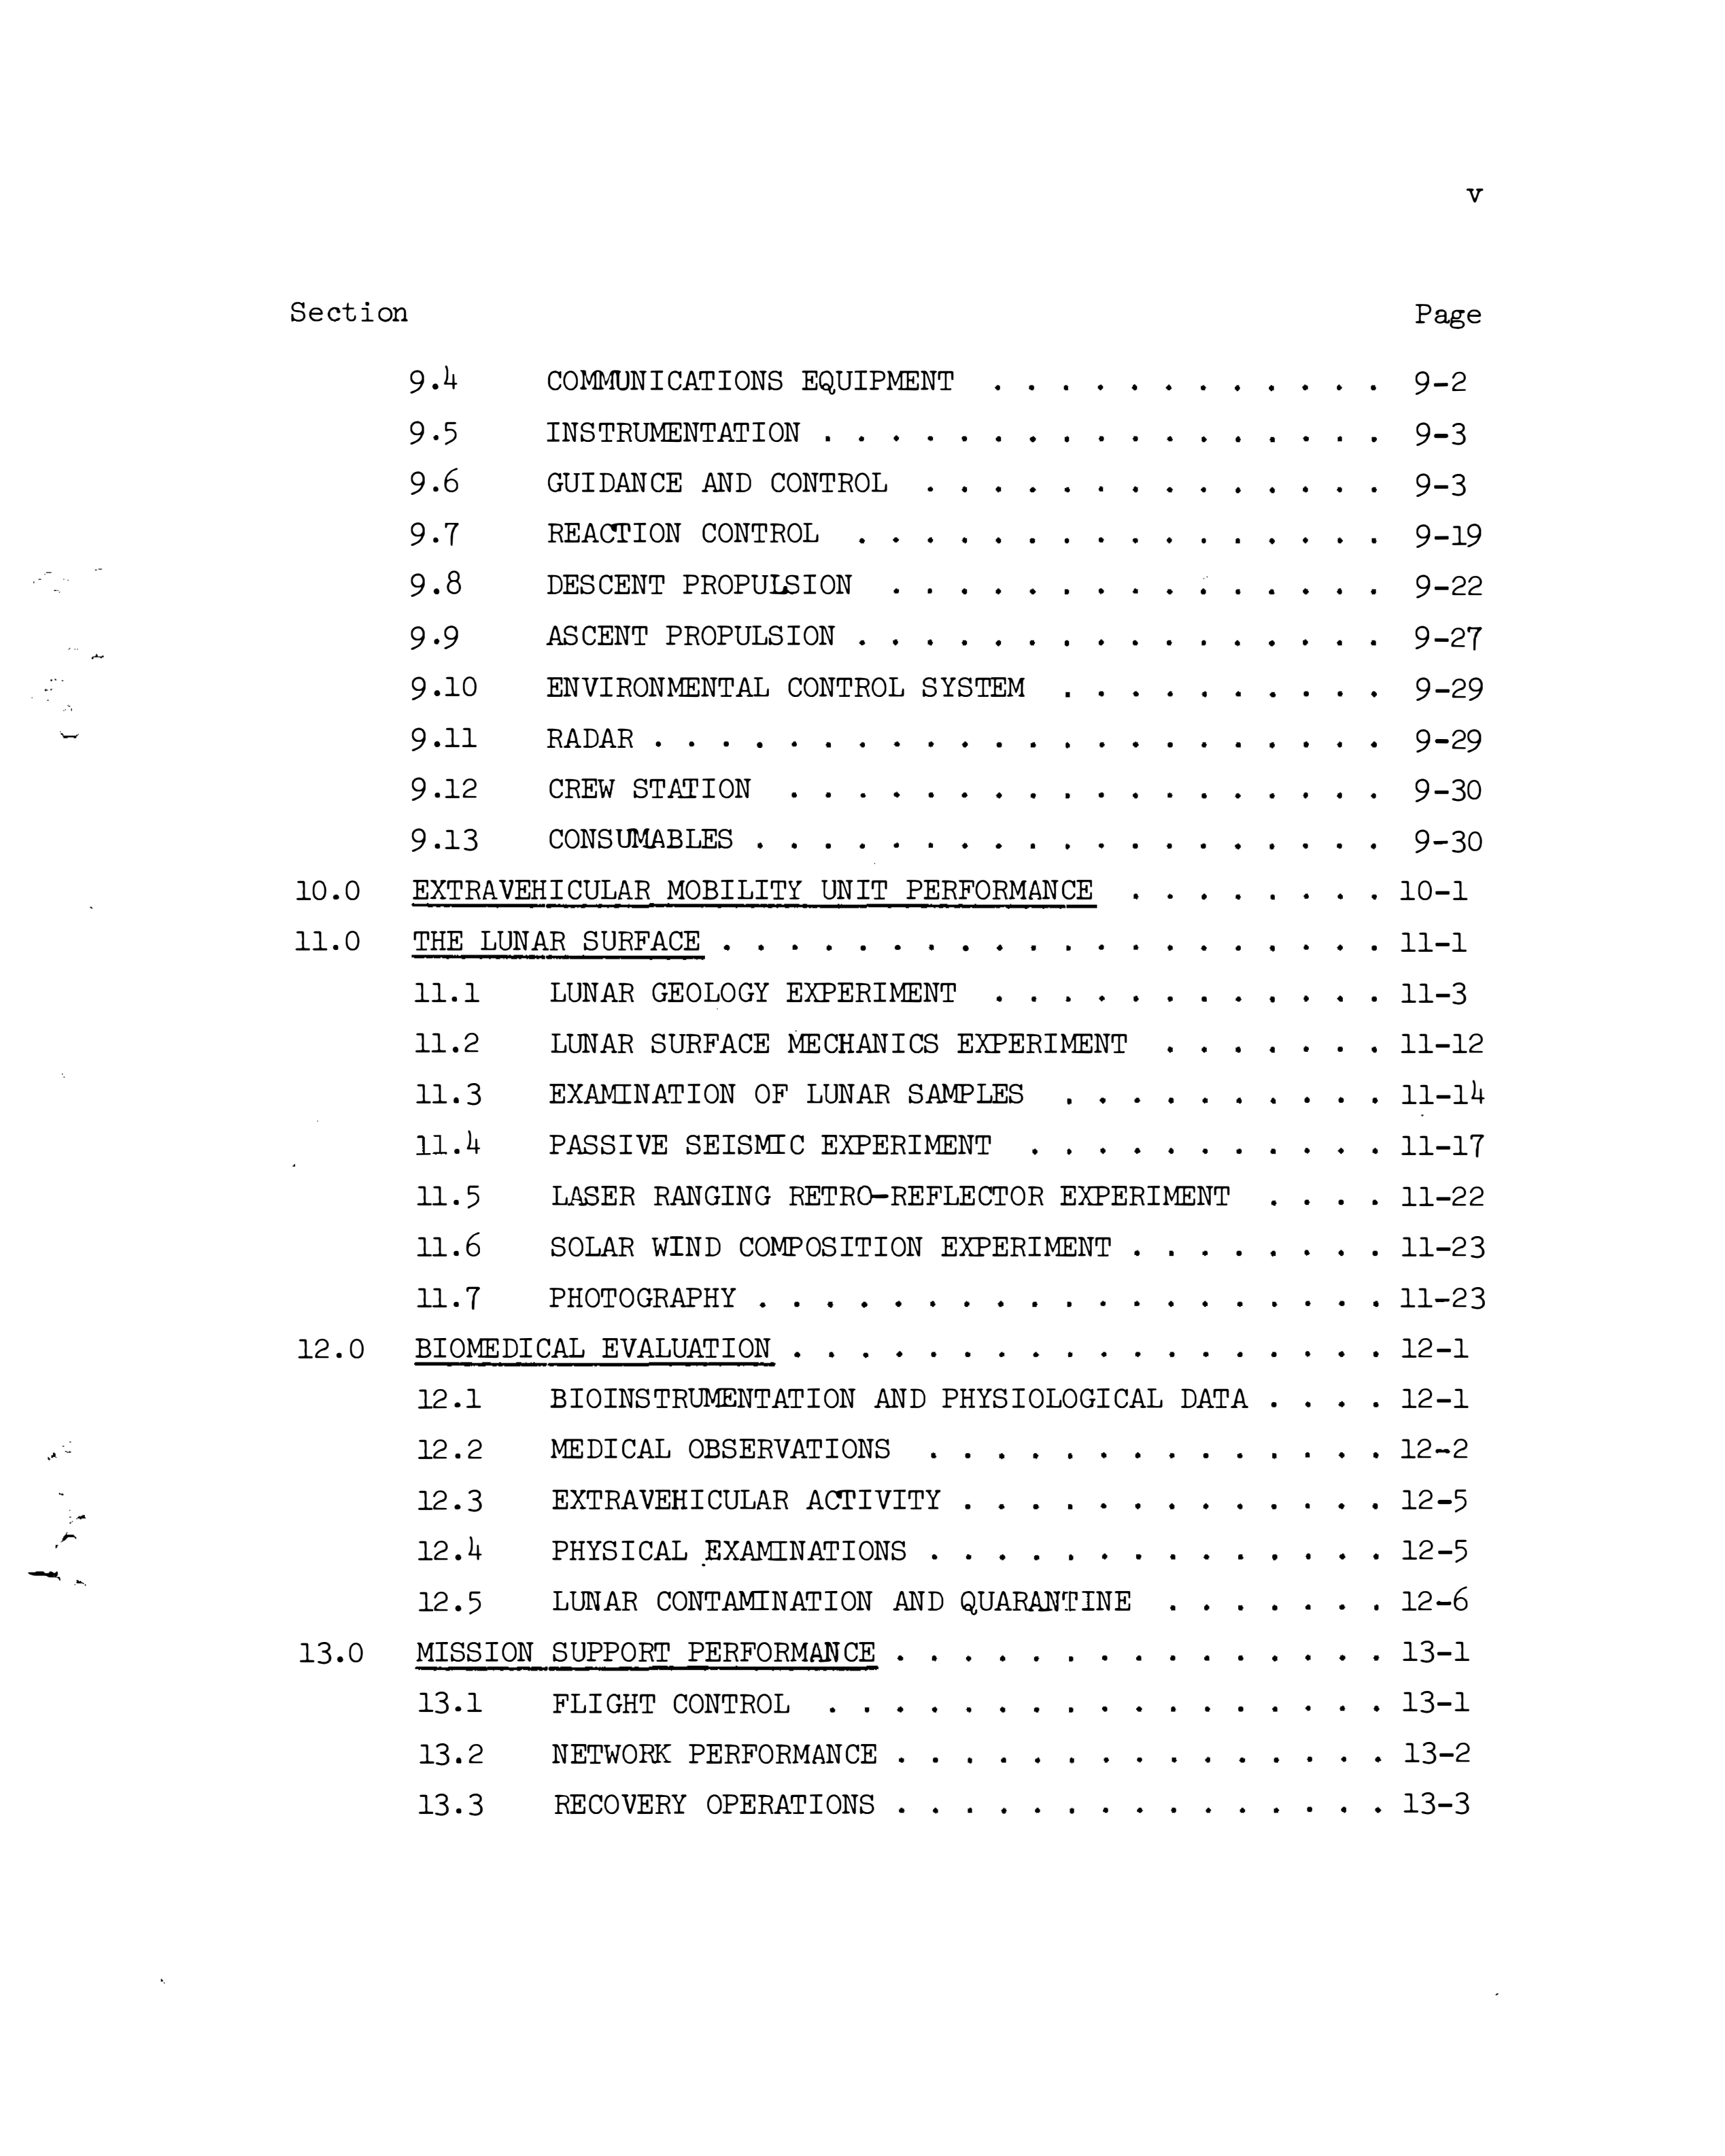 v
Section Page
9.4 COMMUNICATIONS EQUIPMENT . . . . . . . . . . . . 9-2
9.5 INSTRUMENTATION . . . . . . . . . . . . . . . . . 9-3
9.6 GUIDANCE AND CONTROL . . . . . . . . . . . . . . 9-3
9.7 REACTION CONTROL . . . . . . . . . . . . . . . . 9-19
9.8 DESCENT PROPULSION . . . . . . . . . . . . . . . 9-22
9.9 ASCENT PROPULSION . . . . . . . . . . . . . . . . 9-27
9.10 ENVIRONMENTAL CONTROL SYSTEM . . . . . . . . . . 9-29
9.11 RADAR . . . . . . . . . . . . . . . . . . . . . . 9-29
9.12 CREW STATION . . . . . . . . . . . . . . . . . . 9-30
9.13 CONSUMABLES . . . . . . . . . . . . . . . . . . . 9-30
10.0 EXTRAVEHICULAR MOBILITY UNIT PERFORMANCE . . . . . . . . 10-1
11.0 THE LUNAR SURFACE . . . . . . . . . . . . . . . . . . . . 11-1
11.1 LUNAR GEOLOGY EXPERIMENT . . . . . . . . . . . . 11-3
11.2 LUNAR SURFACE MECHANICS EXPERIMENT . . . . . . . 11-12
11.3 EXAMINATION OF LUNAR SAMPLES . . . . . . . . . . 11-14
11.4 PASSIVE SEISMIC EXPERIMENT . . . . . . . . . . . 11-17
11.5 LASER RANGING RETRO-REFLECTOR EXPERIMENT . . . . 11-22
11.6 SOLAR WIND COMPOSITION EXPERIMENT . . . . . . . . 11-23
11.7 PHOTOGRAPHY . . . . . . . . . . . . . . . . . . . 11-23
12.0 BIOMEDICAL EVALUATION . . . . . . . . . . . . . . . . . . 12-1
12.1 BIOINSTRUMENTATION AND PHYSIOLOGICAL DATA . . . . 12-1
12.2 MEDICAL OBSERVATIONS . . . . . . . . . . . . . . 12-2
12.3 EXTRAVEHICULAR ACTIVITY . . . . . . . . . . . . . 12-5
12.4 PHYSICAL EXAMINATIONS . . . . . . . . . . . . . . 12-5
12.5 LUNAR CONTAMINATION AND QUARANTINE . . . . . . . 12-6
13.0 MISSION SUPPORT PERFORMANCE . . . . . . . . . . . . . . . 13-1
13.1 FLIGHT CONTROL . . . . . . . . . . . . . . . . . 13-1
13.2 NETWORK PERFORMANCE . . . . . . . . . . . . . . . 13-2
13.3 RECOVERY OPERATIONS . . . . . . . . . . . . . . . 13-3